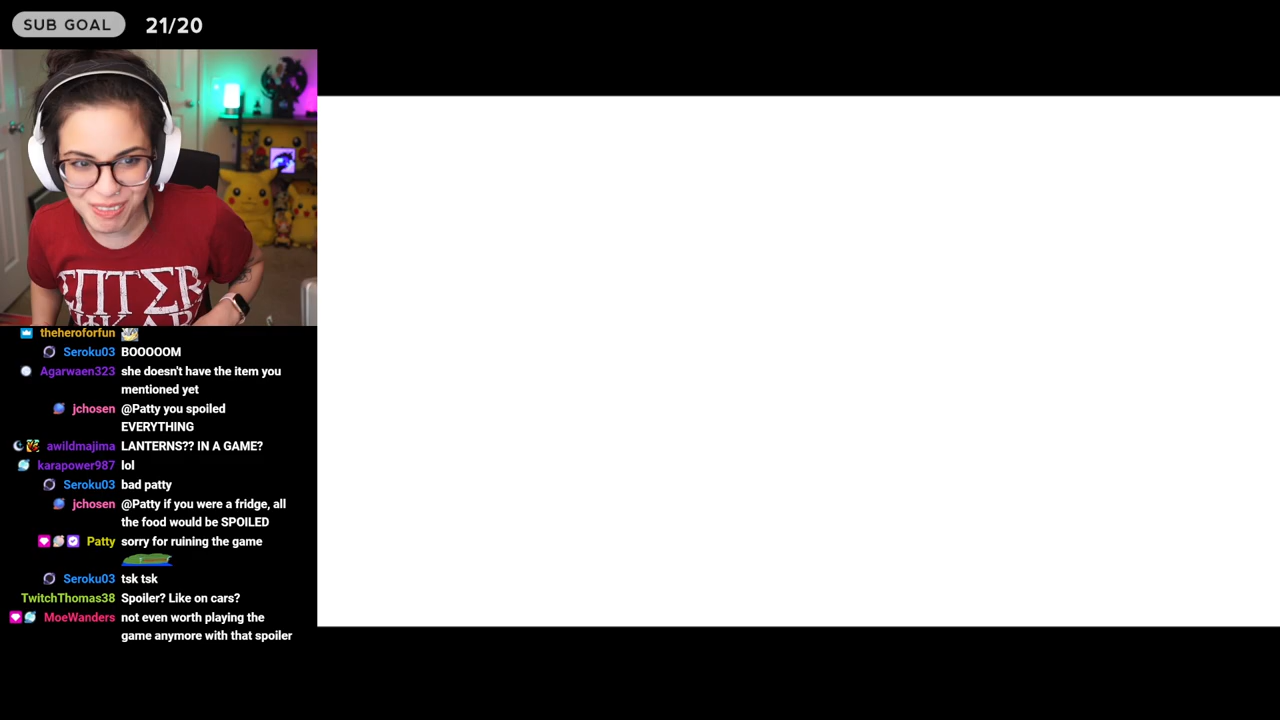 SUB GOAL 21/20
ENTER
theheroforfun
Seroku03 BOOOOOM
Agarwaen323 she doesn't have the item you
mentioned yet
jchosen @Patty you spoiled
EVERYTHING
awildmajima LANTERNS?? IN A GAME?
karapower987 lol
Seroku03 bad patty
jchosen @Patty if you were a fridge, all
the food would be SPOILED
Patty sorry for ruining the game
Seroku03 tsk tsk
TwitchThomas38 Spoiler? Like on cars?
MoeWanders not even worth playing the
game anymore with that spoiler